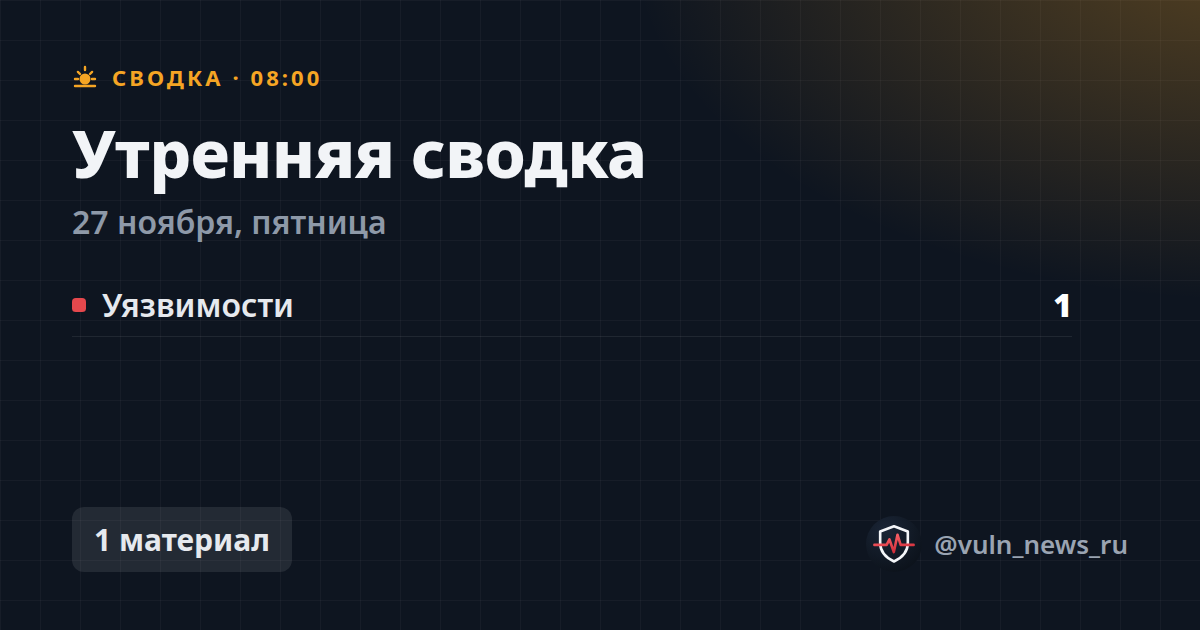 СВОДКА · 08:00
Утренняя сводка
27 ноября, пятница
Уязвимости 1
1 материал
@vuln_news_ru